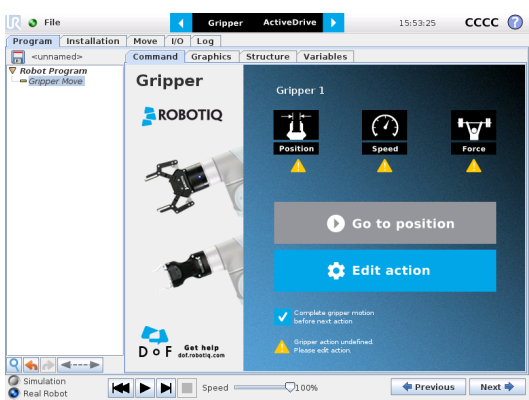 File
Gripper
ActiveDrive
15:53:25
CCCC
?
Program
Installation
Move
I/O
Log
<unnamed>
Command
Graphics
Structure
Variables
Robot Program
Gripper Move
Gripper
ROBOTIQ
Gripper 1
Position
Speed
Force
Go to position
Edit action
Complete gripper motion
before next action
Gripper action undefined.
Please edit action.
DoF
Get help
dof.robotiq.com
Simulation
Real Robot
Speed
100%
Previous
Next